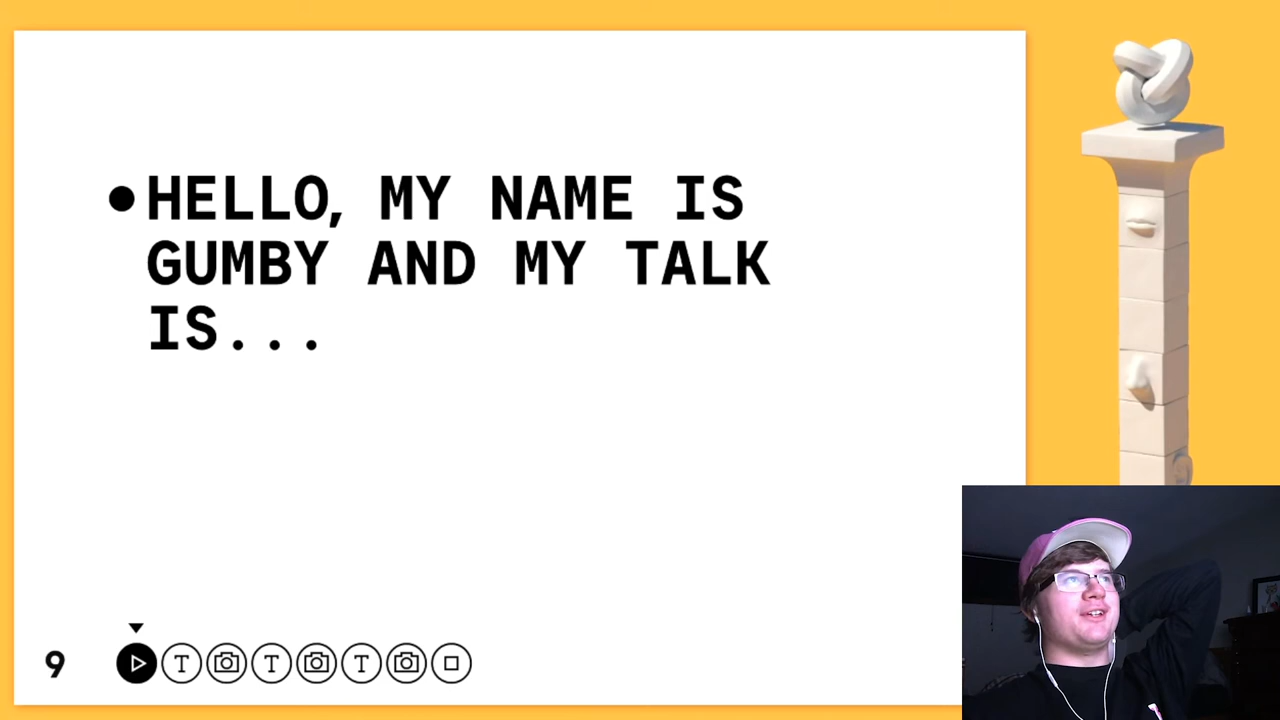 •HELLO, MY NAME IS
GUMBY AND MY TALK
IS...
9 T T T